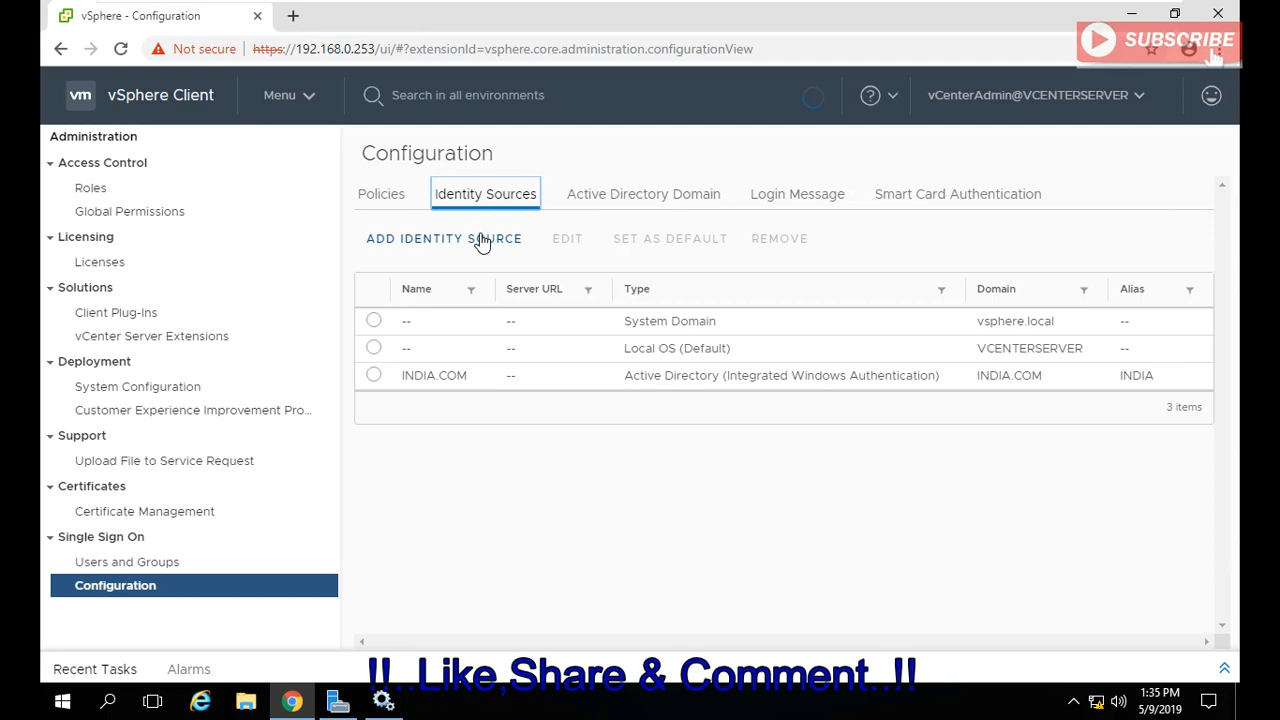 vSphere - Configuration
Not secure
https://192.168.0.253/ui/#?extensionId=vsphere.core.administration.configurationView
SUBSCRIBE
vm vSphere Client
Menu
Search in all environments
vCenterAdmin@VCENTERSERVER
Administration
Access Control
Roles
Global Permissions
Licensing
Licenses
Solutions
Client Plug-Ins
vCenter Server Extensions
Deployment
System Configuration
Customer Experience Improvement Pro...
Support
Upload File to Service Request
Certificates
Certificate Management
Single Sign On
Users and Groups
Configuration
Configuration
Policies Identity Sources Active Directory Domain Login Message Smart Card Authentication
ADD IDENTITY SOURCE EDIT SET AS DEFAULT REMOVE
Name Server URL Type Domain Alias
-- -- System Domain vsphere.local --
-- -- Local OS (Default) VCENTERSERVER --
INDIA.COM -- Active Directory (Integrated Windows Authentication) INDIA.COM INDIA
3 items
Recent Tasks Alarms
!!..Like,Share & Comment..!!
1:35 PM
5/9/2019